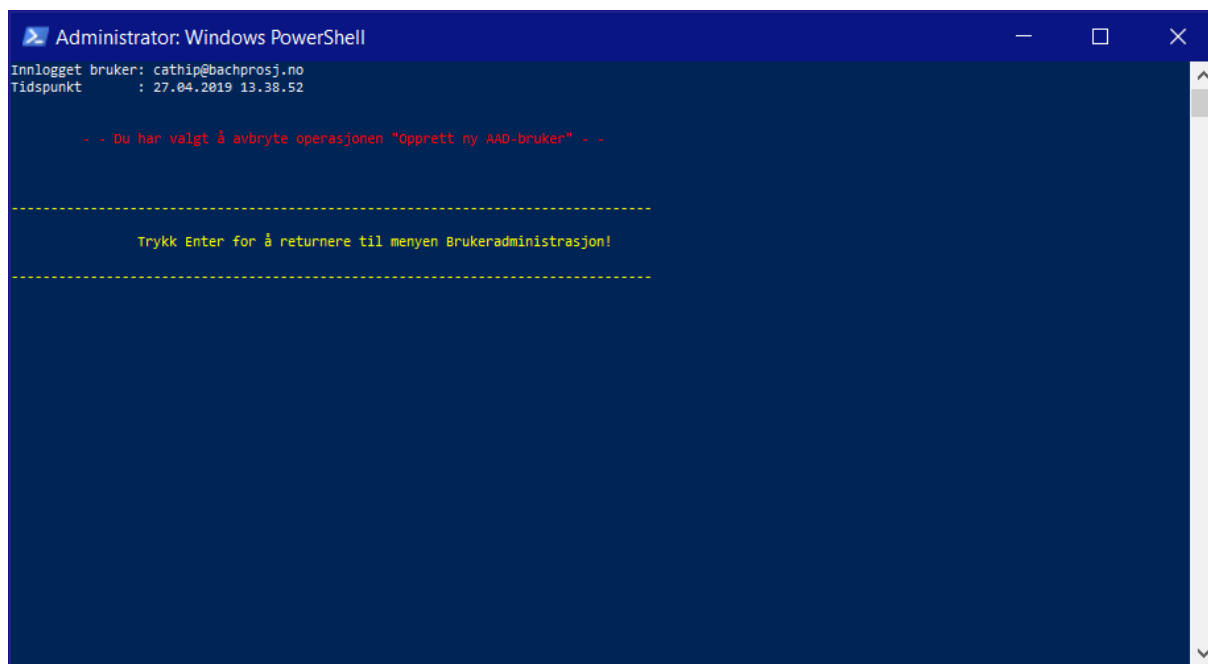 Administrator: Windows PowerShell
Innlogget bruker: cathip@bachprosj.no
Tidspunkt       : 27.04.2019 13.38.52
- - Du har valgt å avbryte operasjonen "Opprett ny AAD-bruker" - -
---------------------------------------------------------------------------------
Trykk Enter for å returnere til menyen Brukeradministrasjon!
---------------------------------------------------------------------------------